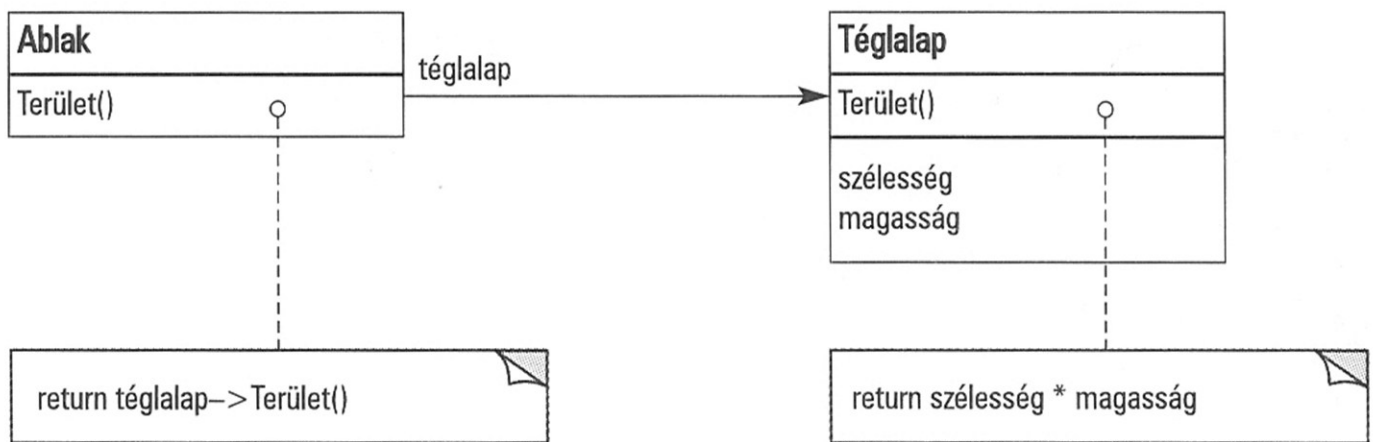 Ablak
Terület()
téglalap
Téglalap
Terület()
szélesség
magasság
return téglalap–>Terület()
return szélesség * magasság